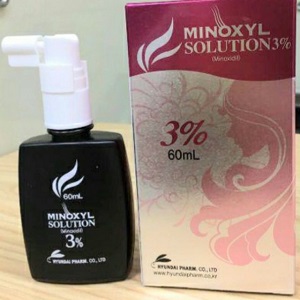 MINOXYL
SOLUTION 3%
(Minoxidil)
3%
60mL
HYUNDAI PHARM. CO., LTD
www.hyundaipharm.co.kr
60mL
MINOXYL
SOLUTION
(Minoxidil)
3%
HYUNDAI PHARM. CO., LTD